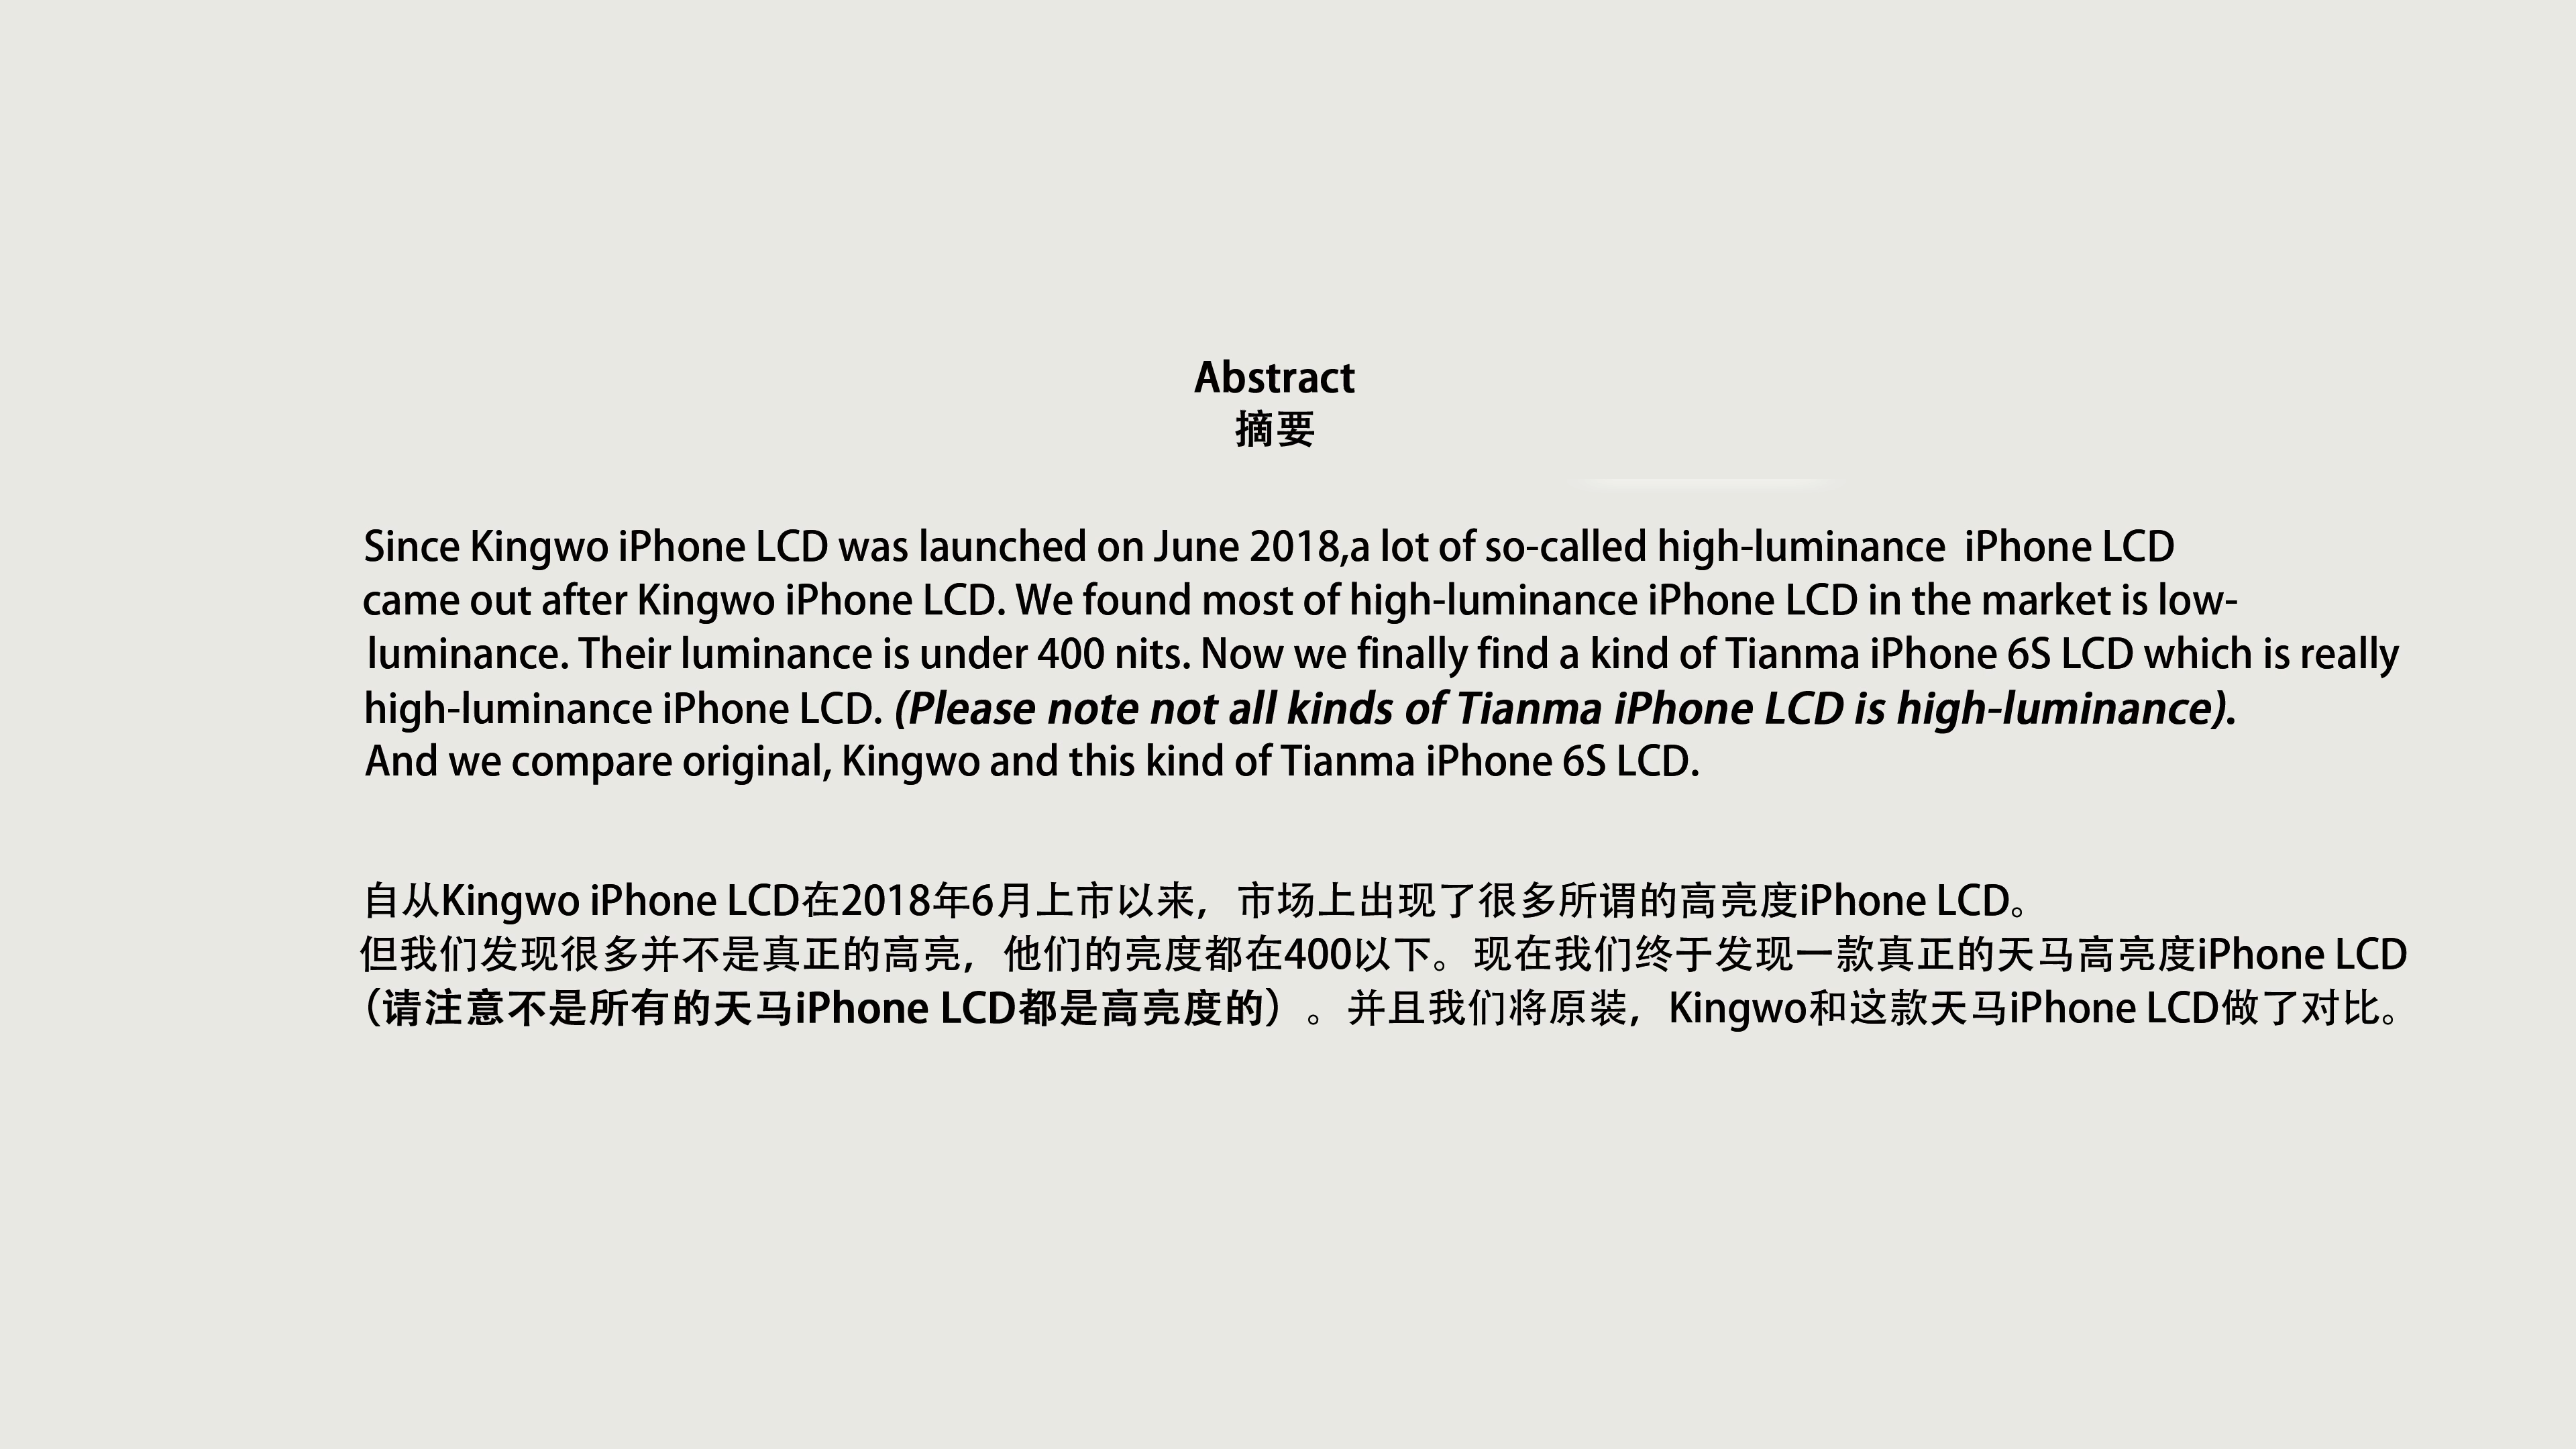 Abstract
摘要
Since Kingwo iPhone LCD was launched on June 2018,a lot of so-called high-luminance  iPhone LCD
came out after Kingwo iPhone LCD. We found most of high-luminance iPhone LCD in the market is low-
luminance. Their luminance is under 400 nits. Now we finally find a kind of Tianma iPhone 6S LCD which is really
high-luminance iPhone LCD. (Please note not all kinds of Tianma iPhone LCD is high-luminance).
And we compare original, Kingwo and this kind of Tianma iPhone 6S LCD.
自从Kingwo iPhone LCD在2018年6月上市以来，市场上出现了很多所谓的高亮度iPhone LCD。
但我们发现很多并不是真正的高亮，他们的亮度都在400以下。现在我们终于发现一款真正的天马高亮度iPhone LCD
（请注意不是所有的天马iPhone LCD都是高亮度的）。并且我们将原装，Kingwo和这款天马iPhone LCD做了对比。